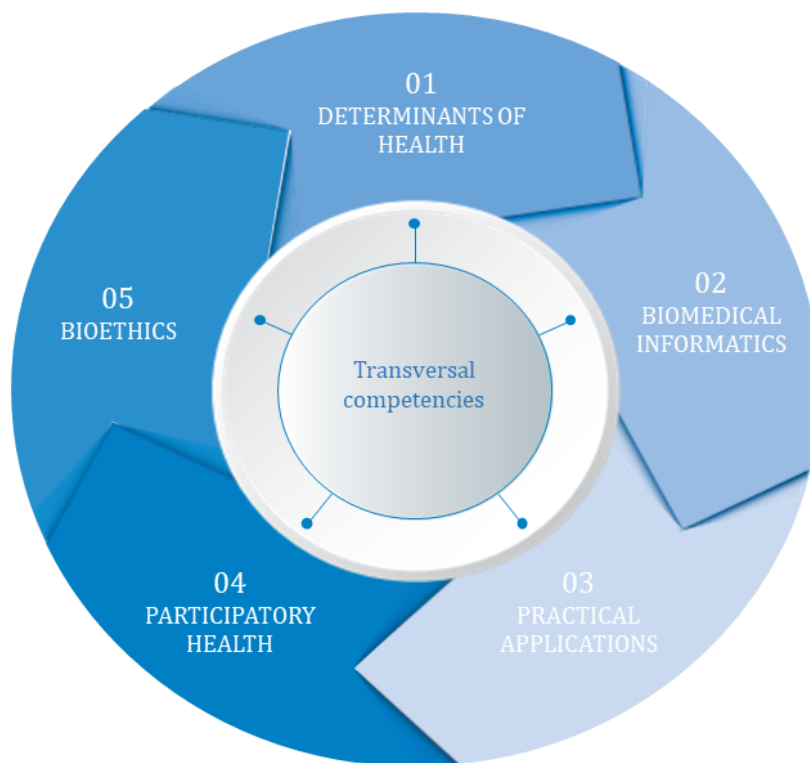 01
DETERMINANTS OF
HEALTH
02
BIOMEDICAL
INFORMATICS
03
PRACTICAL
APPLICATIONS
04
PARTICIPATORY
HEALTH
05
BIOETHICS
Transversal
competencies